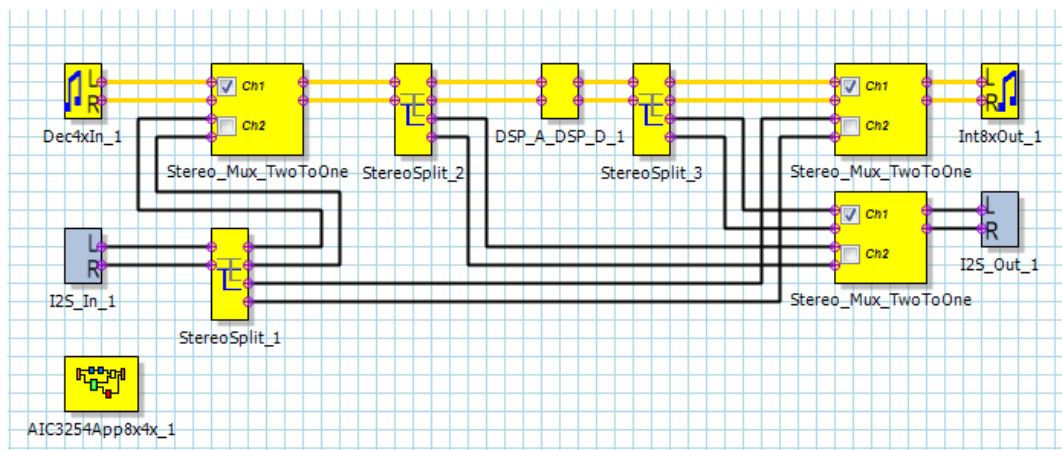 L
R
Dec4xIn_1
Ch1
Ch2
Stereo_Mux_TwoToOne
StereoSplit_2
DSP_A_DSP_D_1
StereoSplit_3
Ch1
Ch2
Stereo_Mux_TwoToOne
L
R
Int8xOut_1
L
R
I2S_In_1
StereoSplit_1
Ch1
Ch2
Stereo_Mux_TwoToOne
L
R
I2S_Out_1
AIC3254App8x4x_1